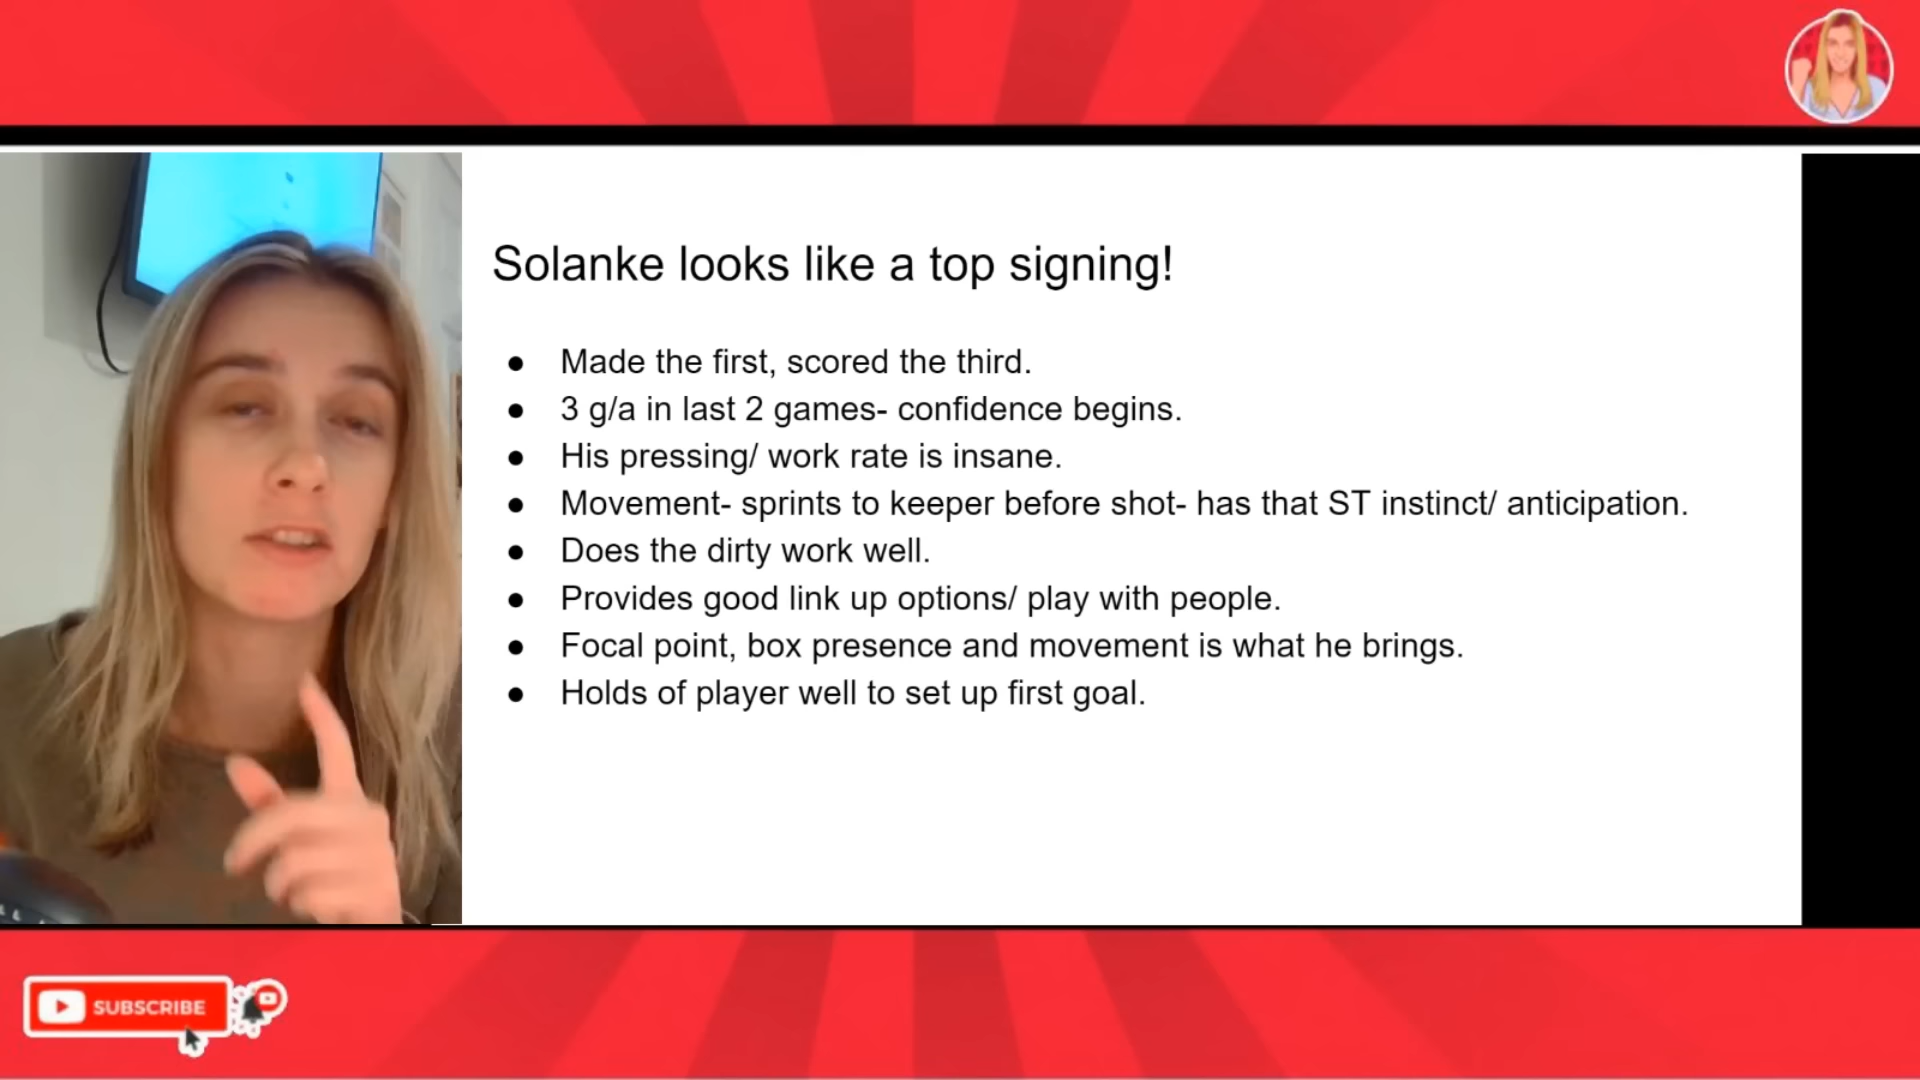 Solanke looks like a top signing!
● Made the first, scored the third.
● 3 g/a in last 2 games- confidence begins.
● His pressing/ work rate is insane.
● Movement- sprints to keeper before shot- has that ST instinct/ anticipation.
● Does the dirty work well.
● Provides good link up options/ play with people.
● Focal point, box presence and movement is what he brings.
● Holds of player well to set up first goal.
SUBSCRIBE